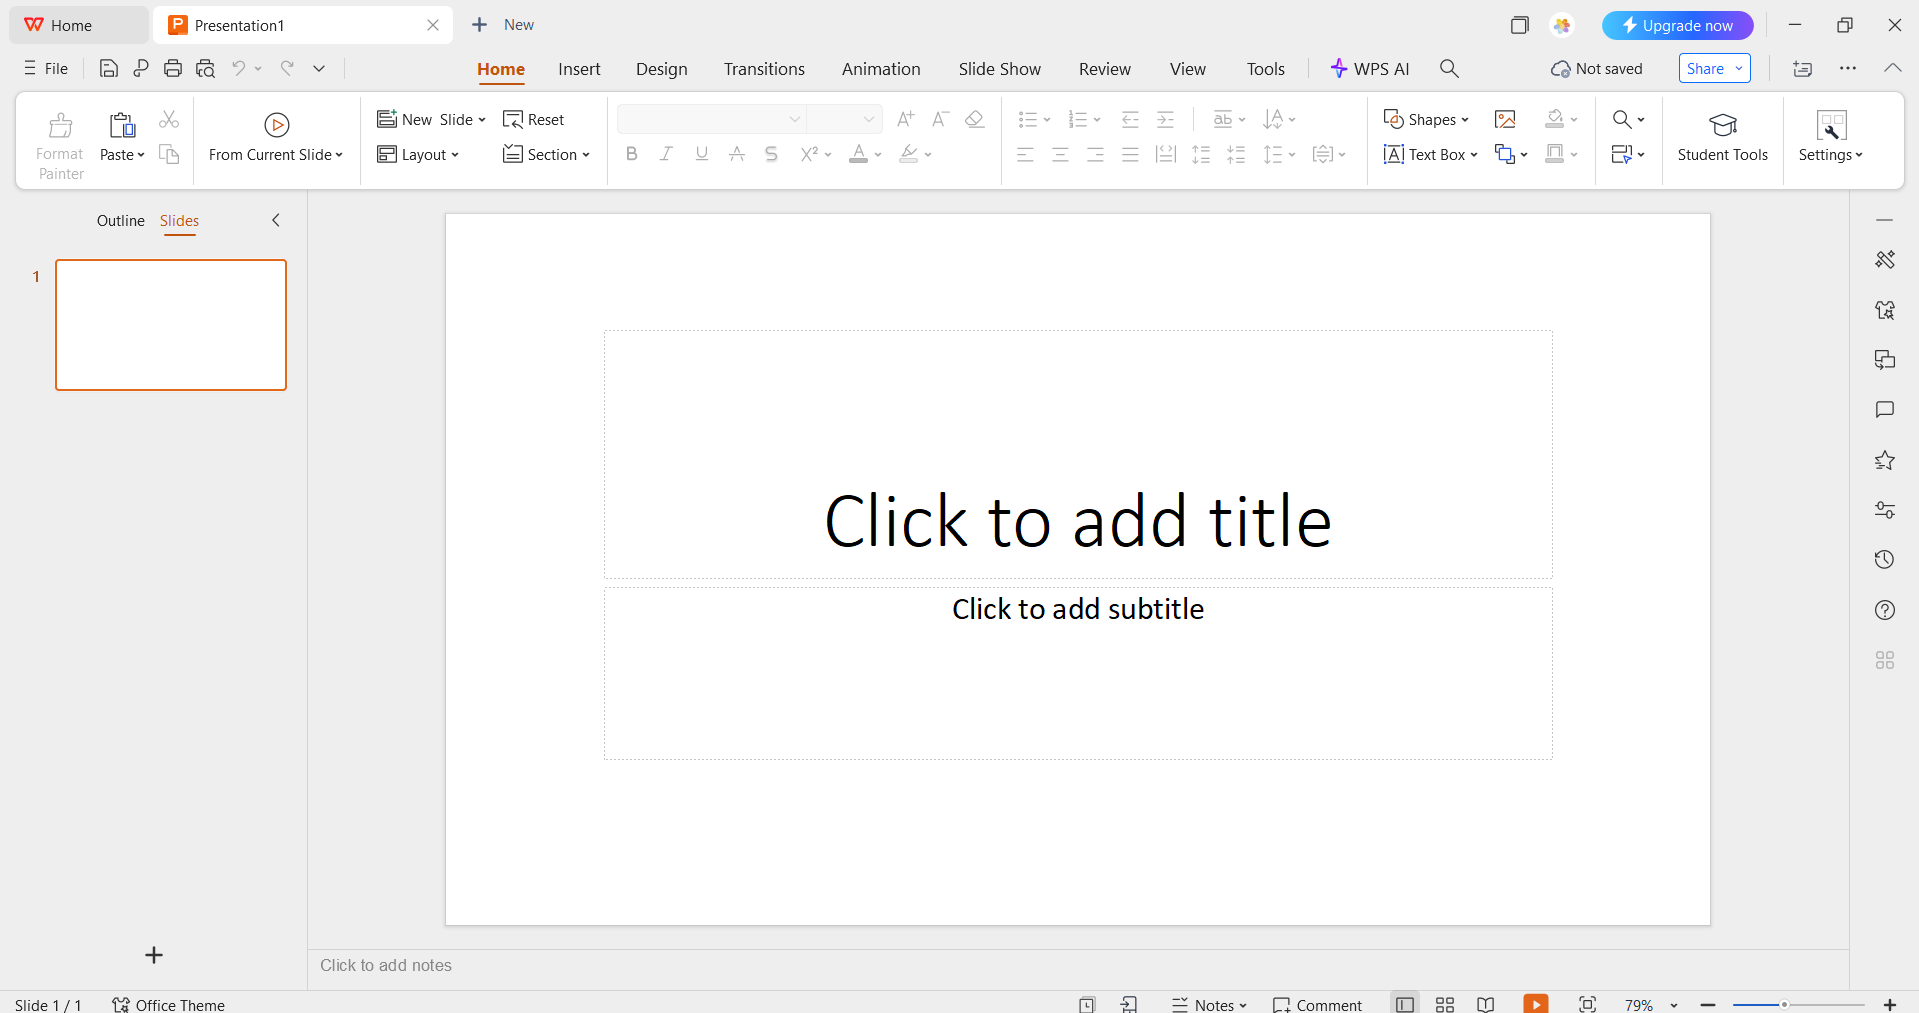 Home
Presentation1
New
Upgrade now
File
Home
Insert
Design
Transitions
Animation
Slide Show
Review
View
Tools
WPS AI
Not saved
Share
Format
Painter
Paste
From Current Slide
New Slide
Layout
Reset
Section
Shapes
Text Box
Student Tools
Settings
Outline
Slides
1
Click to add title
Click to add subtitle
Click to add notes
Slide 1 / 1
Office Theme
Notes
Comment
79%